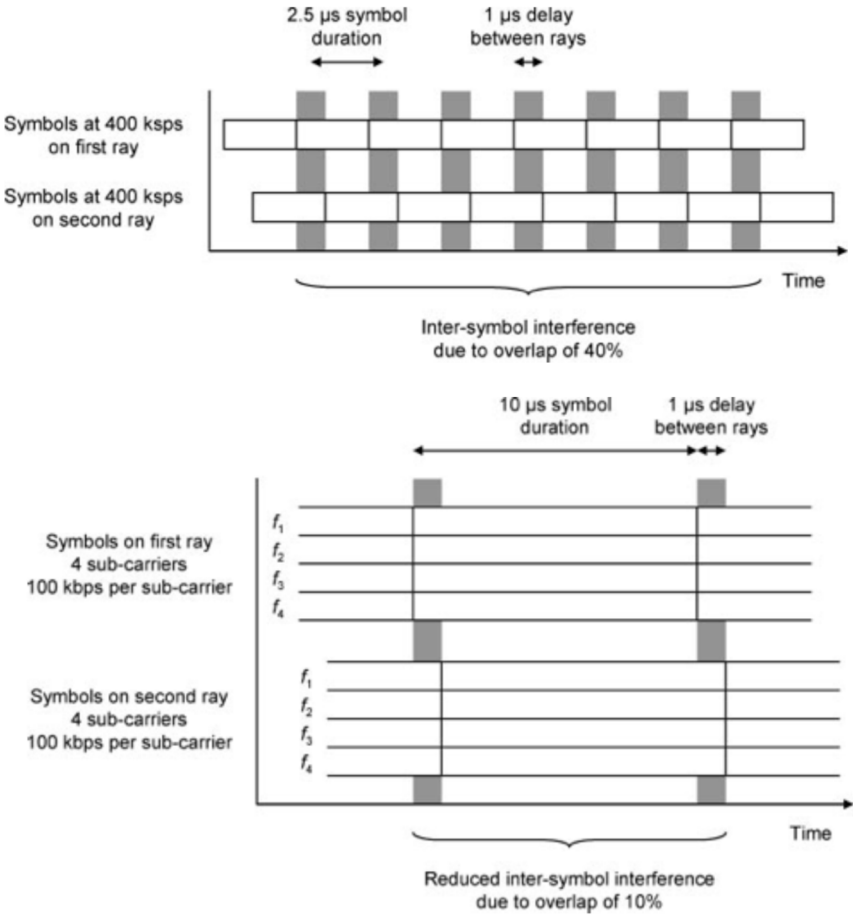 2.5 µs symbol
duration
1 µs delay
between rays
Symbols at 400 ksps
on first ray
Symbols at 400 ksps
on second ray
Time
Inter-symbol interference
due to overlap of 40%
10 µs symbol
duration
1 µs delay
between rays
Symbols on first ray
4 sub-carriers
100 kbps per sub-carrier
f₁
f₂
f₃
f₄
Symbols on second ray
4 sub-carriers
100 kbps per sub-carrier
f₁
f₂
f₃
f₄
Time
Reduced inter-symbol interference
due to overlap of 10%